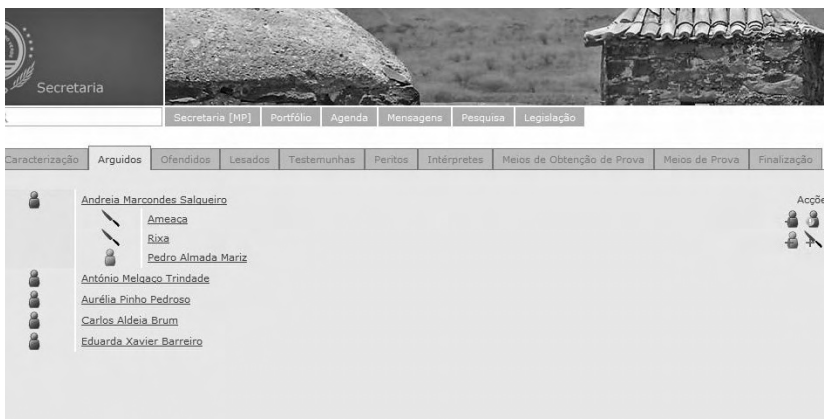 Secretaria
Secretaria [MP] Portfólio Agenda Mensagens Pesquisa Legislação
Caracterização Arguidos Ofendidos Lesados Testemunhas Peritos Intérpretes Meios de Obtenção de Prova Meios de Prova Finalização
Andreia Marcondes Salgueiro Acçõe
Ameaça
Rixa
Pedro Almada Mariz
António Melgaço Trindade
Aurélia Pinho Pedroso
Carlos Aldeia Brum
Eduarda Xavier Barreiro